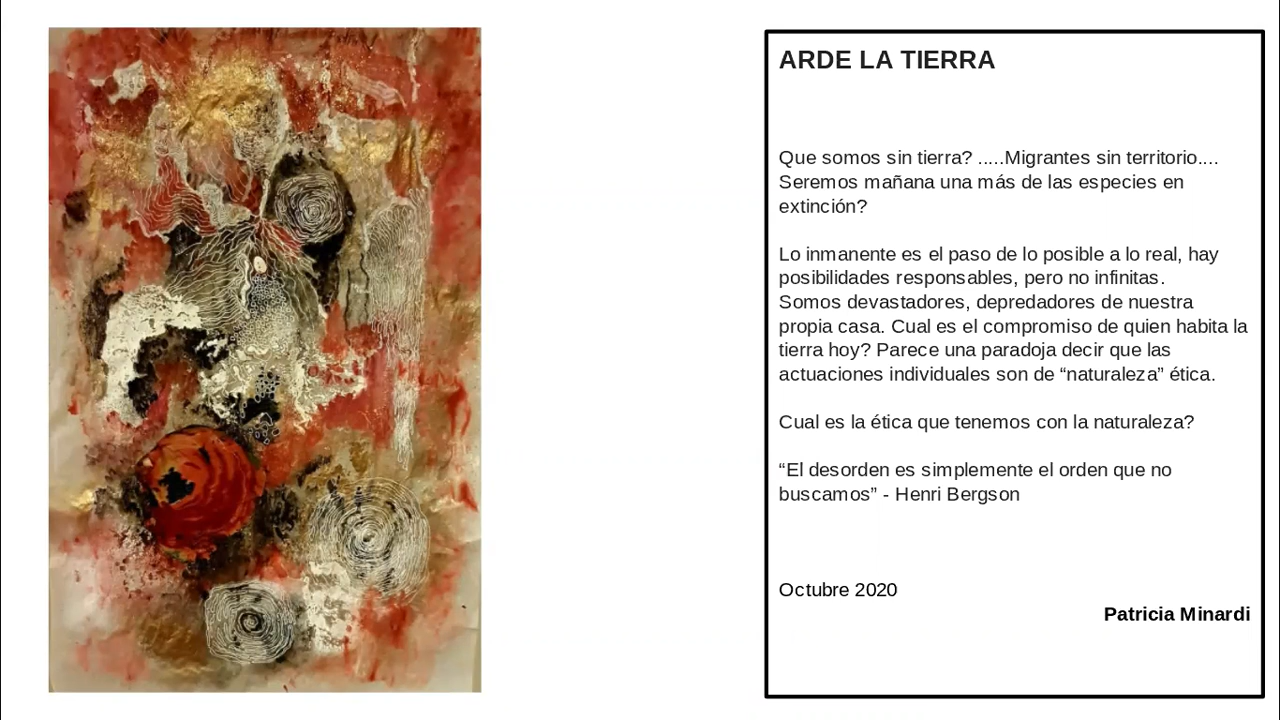 ARDE LA TIERRA
Que somos sin tierra? .....Migrantes sin territorio....
Seremos mañana una más de las especies en
extinción?
Lo inmanente es el paso de lo posible a lo real, hay
posibilidades responsables, pero no infinitas.
Somos devastadores, depredadores de nuestra
propia casa. Cual es el compromiso de quien habita la
tierra hoy? Parece una paradoja decir que las
actuaciones individuales son de “naturaleza” ética.
Cual es la ética que tenemos con la naturaleza?
“El desorden es simplemente el orden que no
buscamos” - Henri Bergson
Octubre 2020
Patricia Minardi